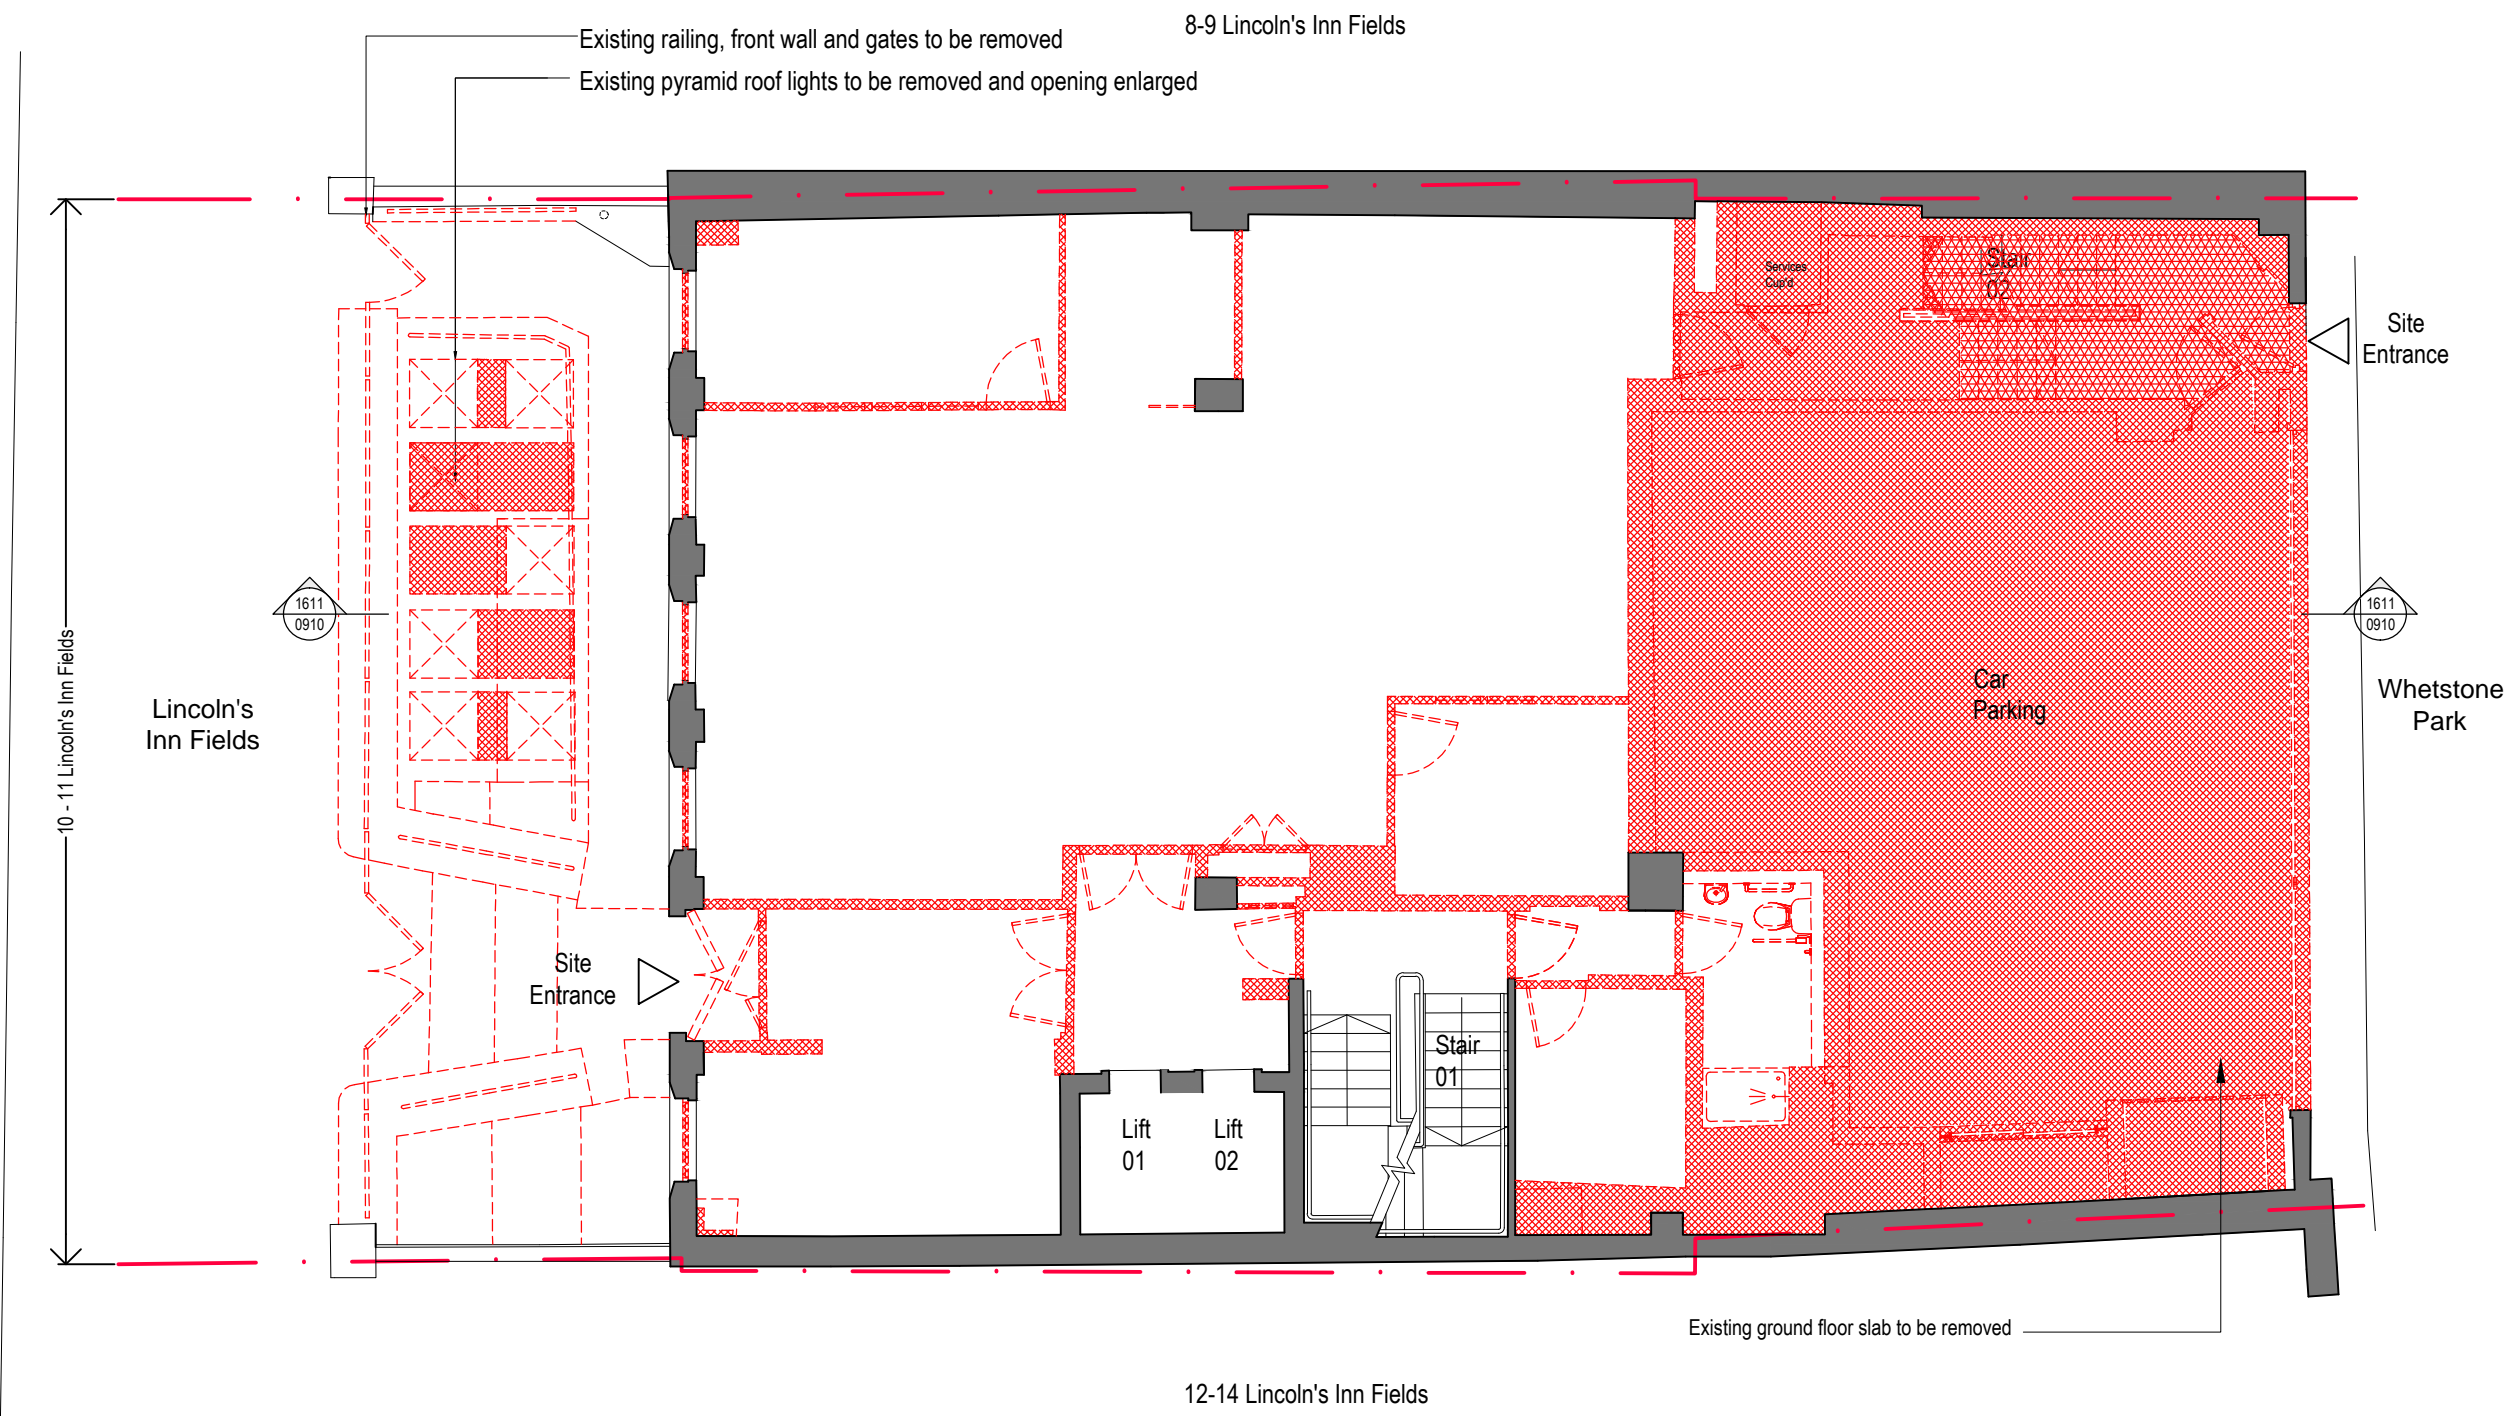 8-9 Lincoln's Inn Fields
Existing railing, front wall and gates to be removed
Existing pyramid roof lights to be removed and opening enlarged
Services
Cup'd
Stair
02
Site
Entrance
1611
0910
1611
0910
10 - 11 Lincoln's Inn Fields
Lincoln's
Inn Fields
Car
Parking
Whetstone
Park
Site
Entrance
Stair
01
Lift
01
Lift
02
Existing ground floor slab to be removed
12-14 Lincoln's Inn Fields